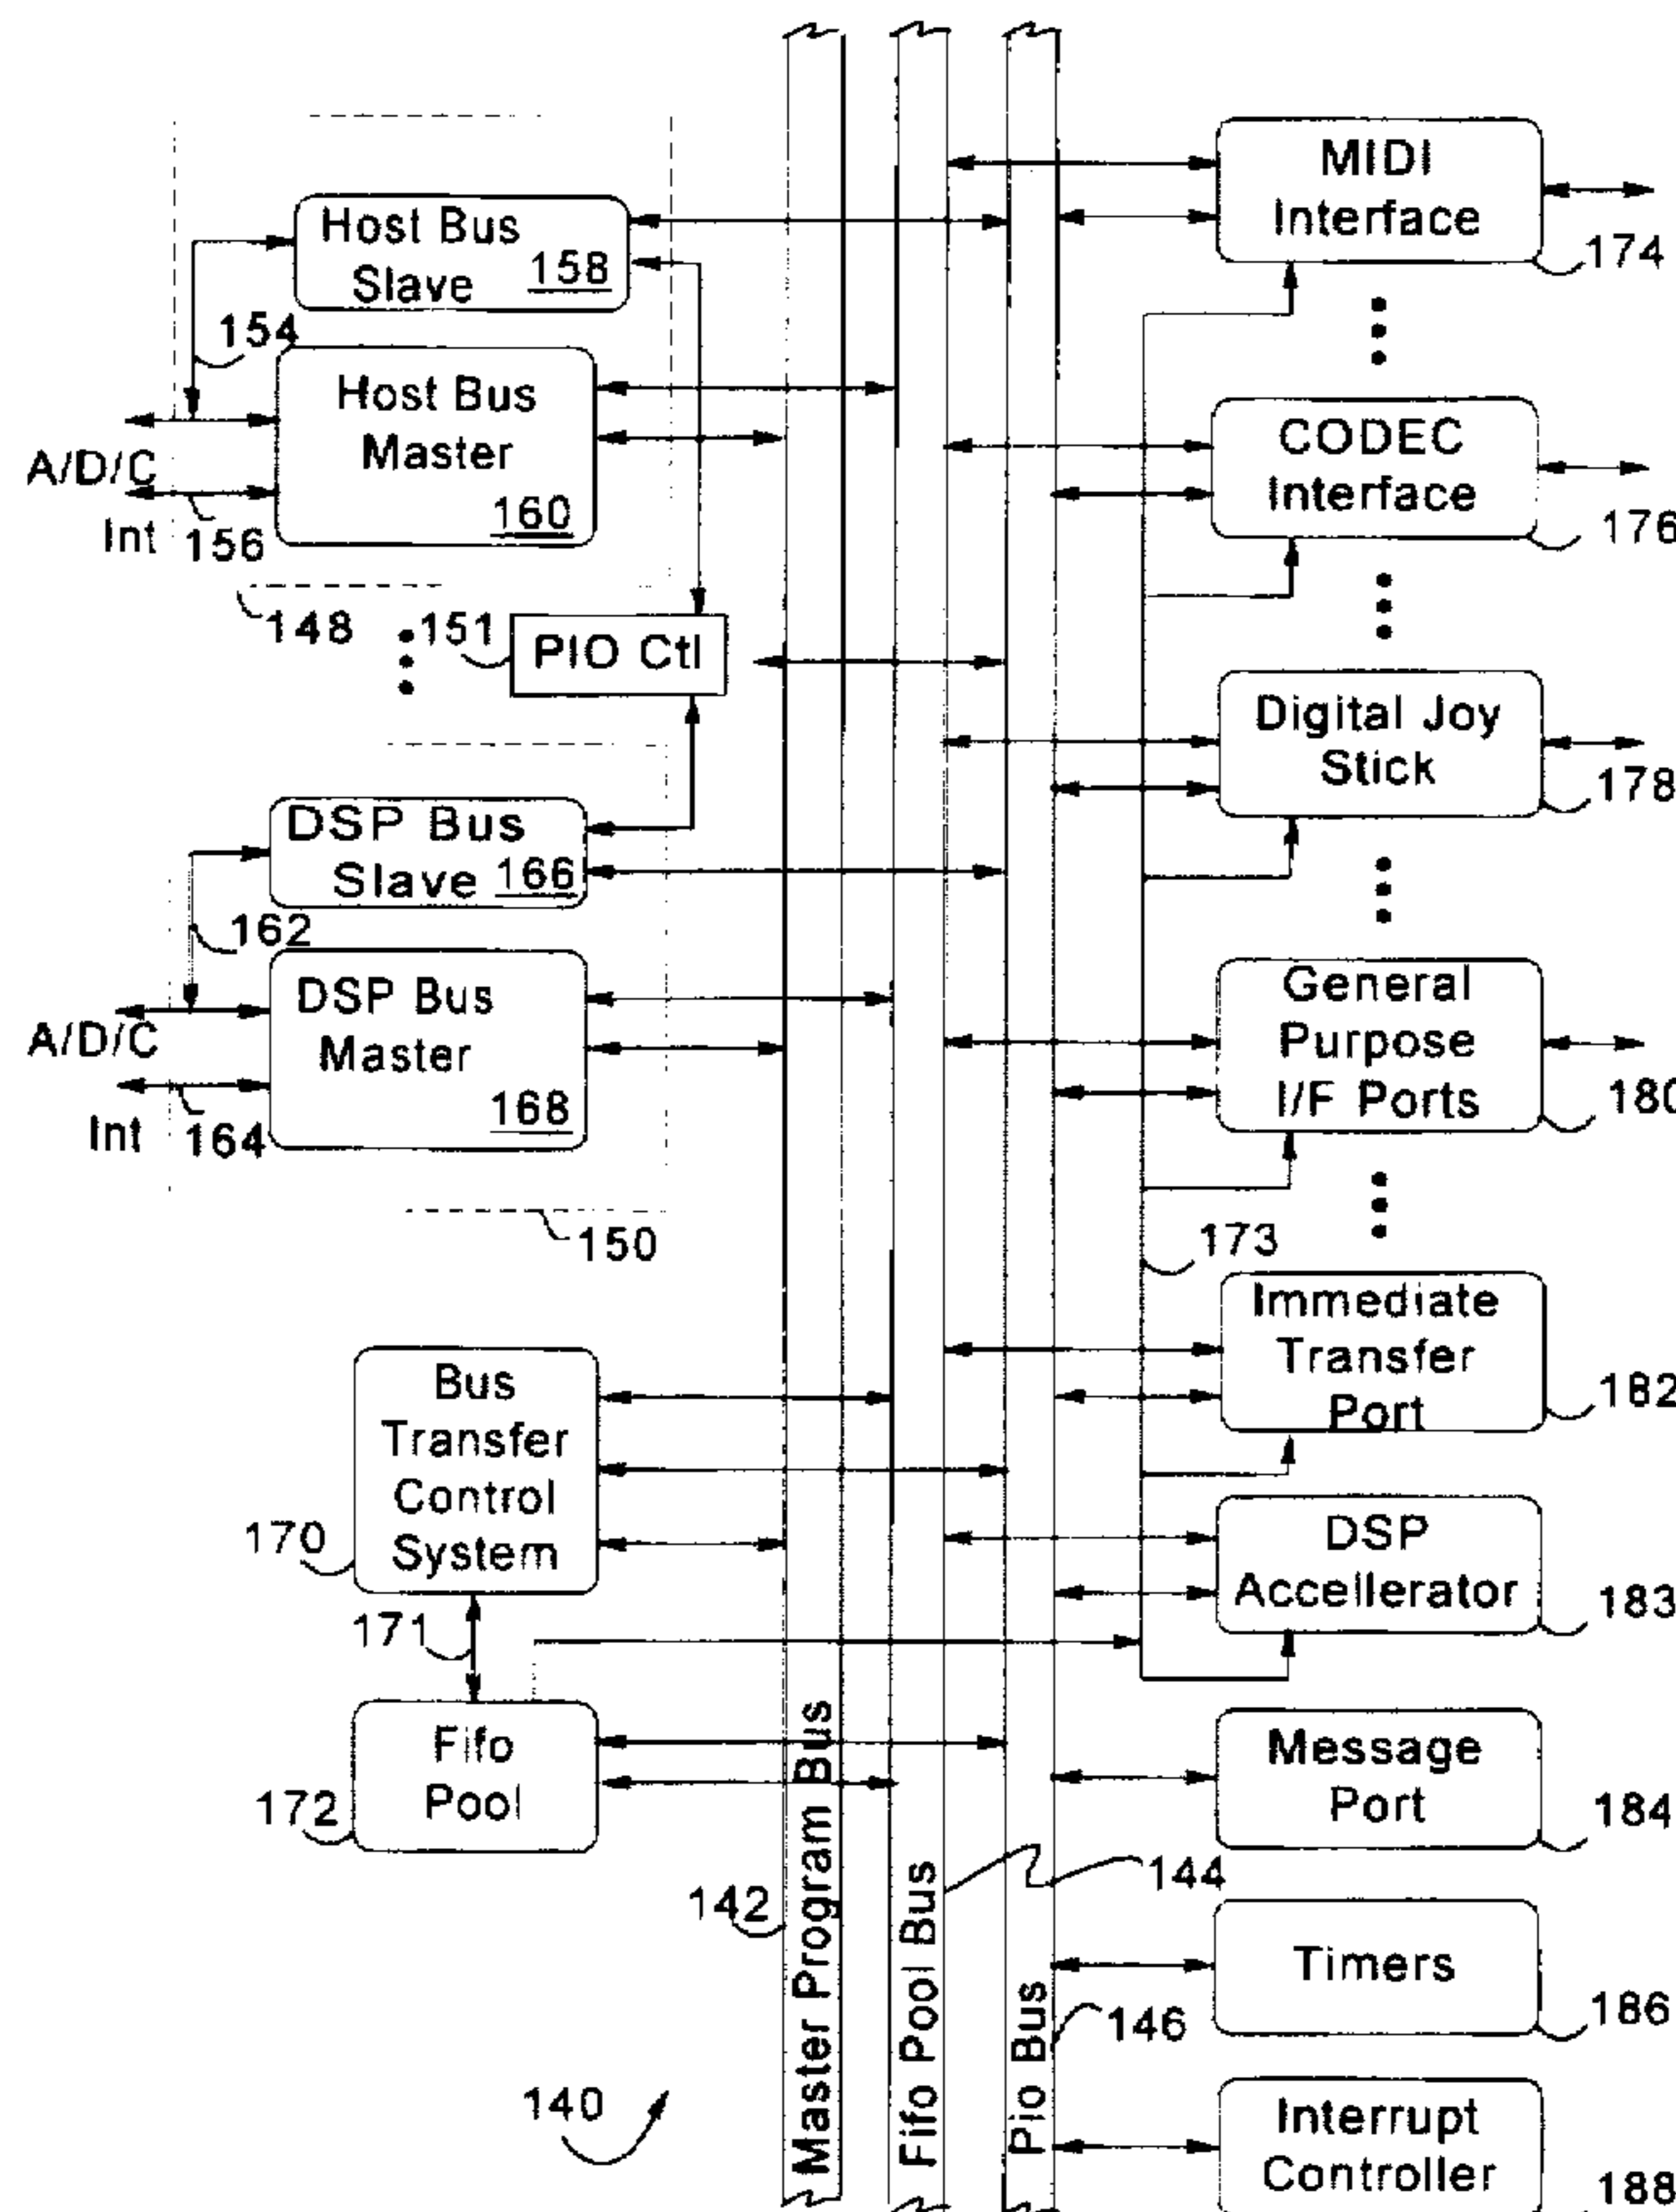 Host Bus
Slave 158
154
Host Bus
Master
160
A/D/C
Int 156
148
151
PIO Ctl
DSP Bus
Slave 166
162
DSP Bus
Master
168
A/D/C
Int 164
150
Bus
Transfer
Control
System
170
171
Fifo
Pool
172
142
140
Master Program Bus
Fifo Pool Bus
Pio Bus
144
146
MIDI
Interface
174
CODEC
Interface
176
Digital Joy
Stick
178
General
Purpose
I/F Ports
180
173
Immediate
Transfer
Port
182
DSP
Accellerator
183
Message
Port
184
Timers
186
Interrupt
Controller
188